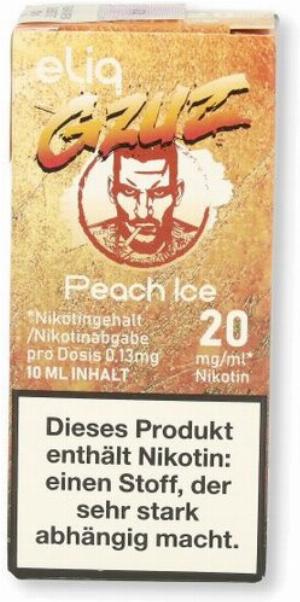 eLiq
GZUZ
Peach Ice
*Nikotingehalt
/Nikotinabgabe
pro Dosis 0.13mg
10 ML INHALT
20
mg/ml*
Nikotin
Dieses Produkt
enthält Nikotin:
einen Stoff, der
sehr stark
abhängig macht.